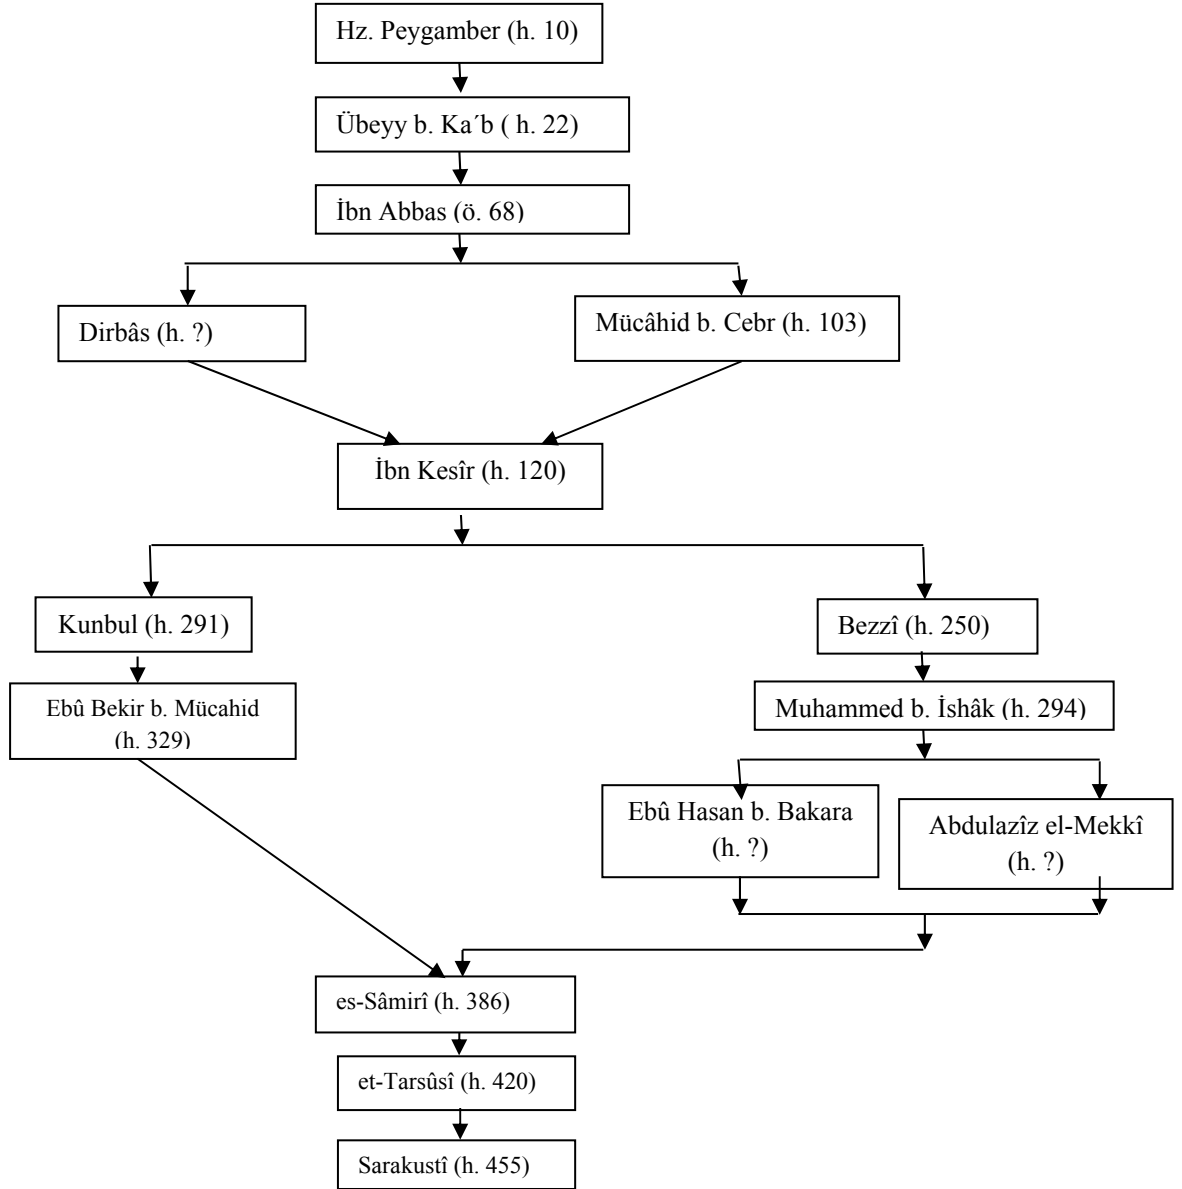 Hz. Peygamber (h. 10)
Übeyy b. Ka´b ( h. 22)
İbn Abbas (ö. 68)
Dirbâs (h. ?)
Mücâhid b. Cebr (h. 103)
İbn Kesîr (h. 120)
Kunbul (h. 291)
Bezzî (h. 250)
Ebû Bekir b. Mücahid
(h. 329)
Muhammed b. İshâk (h. 294)
Ebû Hasan b. Bakara
(h. ?)
Abdulazîz el-Mekkî
(h. ?)
es-Sâmirî (h. 386)
et-Tarsûsî (h. 420)
Sarakustî (h. 455)